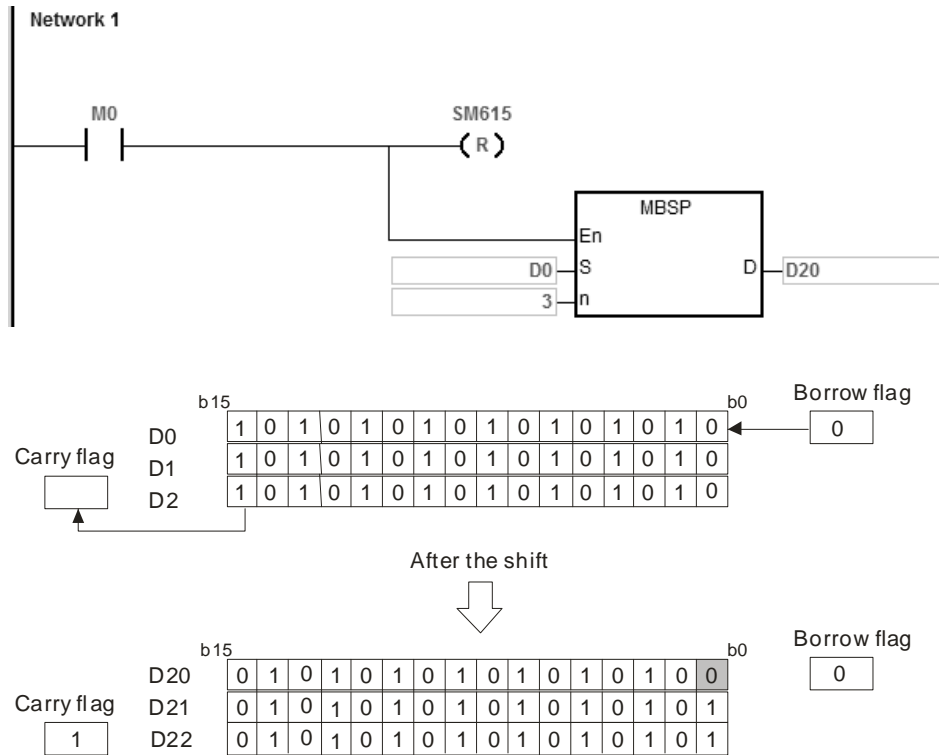 Network 1
M0 SM615
( R )
MBSP
En
D0 S D D20
3 n
b15 b0 Borrow flag
D0 1 0 1 0 1 0 1 0 1 0 1 0 1 0 1 0 0
Carry flag D1 1 0 1 0 1 0 1 0 1 0 1 0 1 0 1 0
D2 1 0 1 0 1 0 1 0 1 0 1 0 1 0 1 0
After the shift
b15 b0 Borrow flag
D20 0 1 0 1 0 1 0 1 0 1 0 1 0 1 0 0 0
Carry flag D21 0 1 0 1 0 1 0 1 0 1 0 1 0 1 0 1
1 D22 0 1 0 1 0 1 0 1 0 1 0 1 0 1 0 1